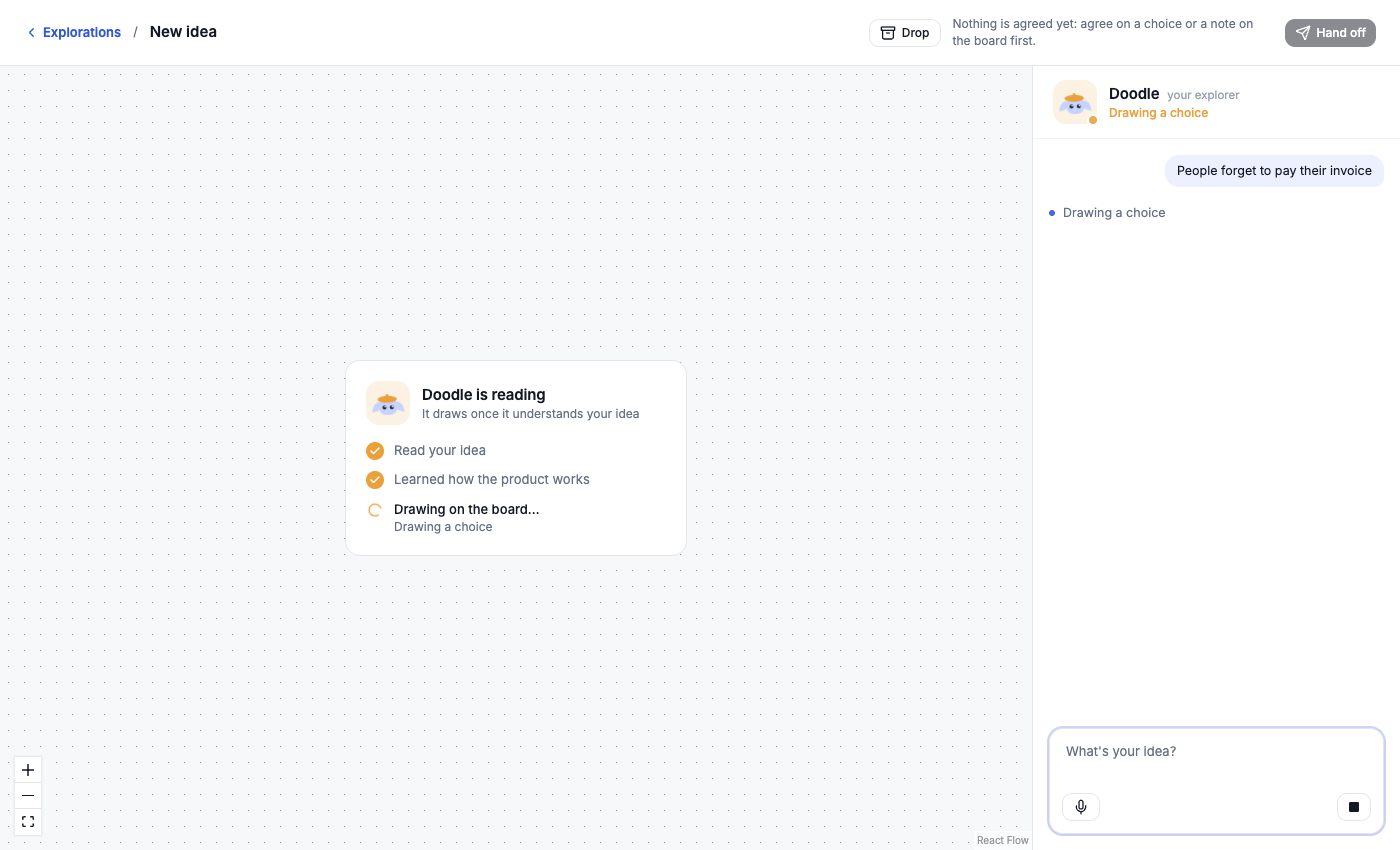 Explorations / New idea
Drop
Nothing is agreed yet: agree on a choice or a note on
the board first.
Hand off
Doodle your explorer
Drawing a choice
People forget to pay their invoice
Drawing a choice
Doodle is reading
It draws once it understands your idea
Read your idea
Learned how the product works
Drawing on the board...
Drawing a choice
What's your idea?
React Flow